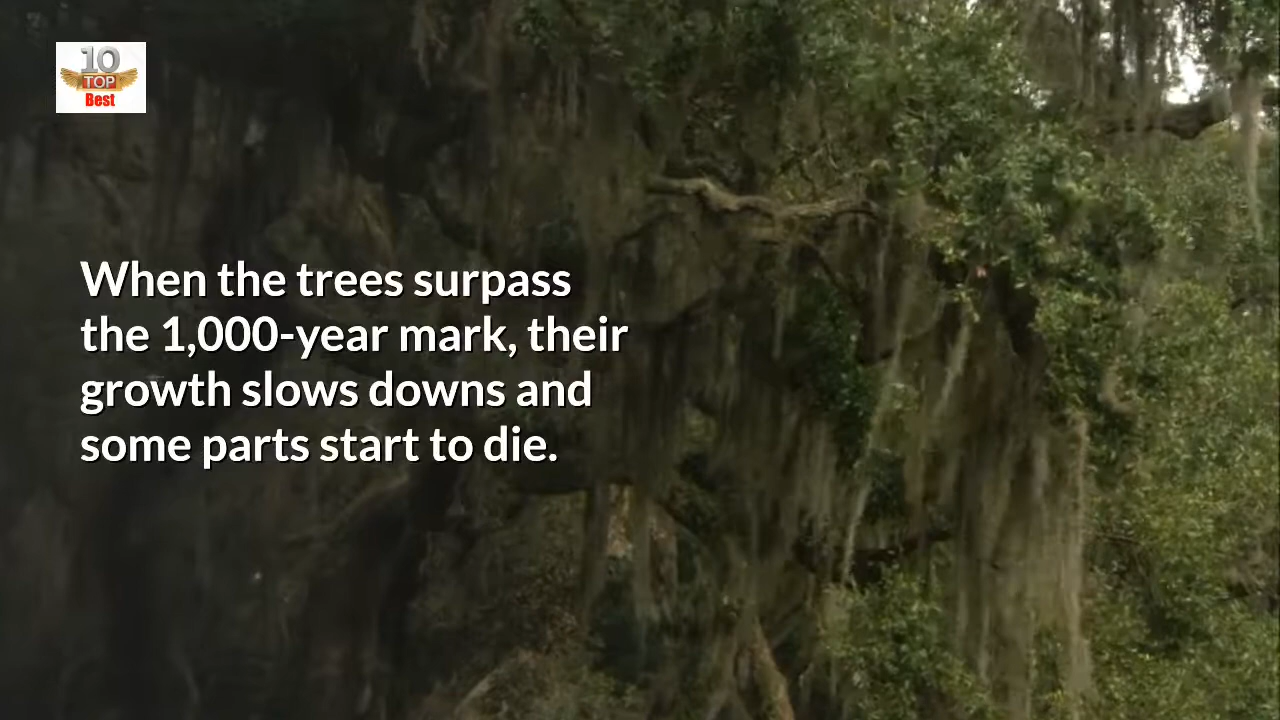 10
TOP
Best
When the trees surpass
the 1,000-year mark, their
growth slows downs and
some parts start to die.